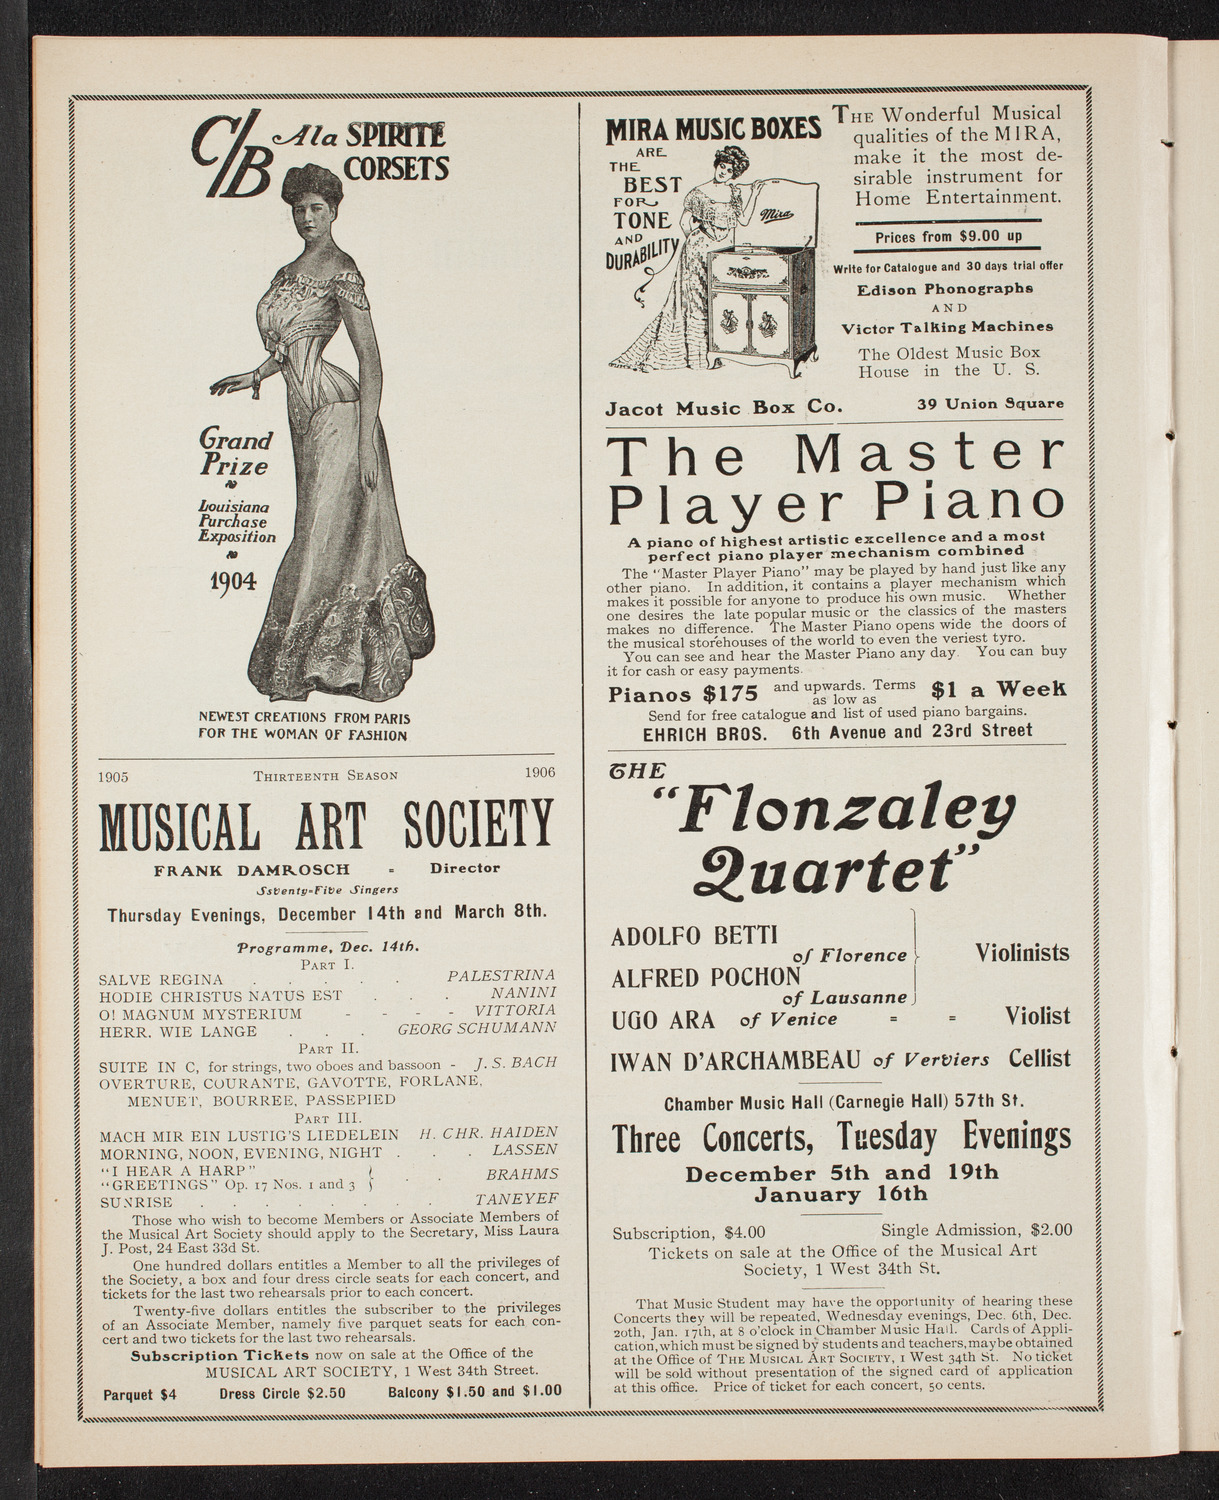 C/B Ala SPIRITE
CORSETS
Grand
Prize
Louisiana
Purchase
Exposition
1904
NEWEST CREATIONS FROM PARIS
FOR THE WOMAN OF FASHION
1905 THIRTEENTH SEASON 1906
MUSICAL ART SOCIETY
FRANK DAMROSCH = Director
Ssventy=Five Singers
Thursday Evenings, December 14th and March 8th.
Programme, Dec. 14th.
PART I.
SALVE REGINA . . . . . PALESTRINA
HODIE CHRISTUS NATUS EST . . . NANINI
O! MAGNUM MYSTERIUM - - - - VITTORIA
HERR. WIE LANGE . . . GEORG SCHUMANN
PART II.
SUITE IN C, for strings, two oboes and bassoon - J. S. BACH
OVERTURE, COURANTE, GAVOTTE, FORLANE,
MENUET, BOURREE, PASSEPIED
PART III.
MACH MIR EIN LUSTIG'S LIEDELEIN H. CHR. HAIDEN
MORNING, NOON, EVENING, NIGHT . . . LASSEN
"I HEAR A HARP"
"GREETINGS" Op. 17 Nos. 1 and 3 } . . BRAHMS
SUNRISE . . . . . . . TANEYEF
Those who wish to become Members or Associate Members of
the Musical Art Society should apply to the Secretary, Miss Laura
J. Post, 24 East 33d St.
One hundred dollars entitles a Member to all the privileges of
the Society, a box and four dress circle seats for each concert, and
tickets for the last two rehearsals prior to each concert.
Twenty-five dollars entitles the subscriber to the privileges
of an Associate Member, namely five parquet seats for each con-
cert and two tickets for the last two rehearsals.
Subscription Tickets now on sale at the Office of the
MUSICAL ART SOCIETY, 1 West 34th Street.
Parquet $4 Dress Circle $2.50 Balcony $1.50 and $1.00
MIRA MUSIC BOXES
ARE
THE
BEST
FOR
TONE
AND
DURABILITY
Mira
THE Wonderful Musical
qualities of the MIRA,
make it the most de-
sirable instrument for
Home Entertainment.
Prices from $9.00 up
Write for Catalogue and 30 days trial offer
Edison Phonographs
AND
Victor Talking Machines
The Oldest Music Box
House in the U. S.
Jacot Music Box Co. 39 Union Square
The Master
Player Piano
A piano of highest artistic excellence and a most
perfect piano player mechanism combined
The "Master Player Piano" may be played by hand just like any
other piano. In addition, it contains a player mechanism which
makes it possible for anyone to produce his own music. Whether
one desires the late popular music or the classics of the masters
makes no difference. The Master Piano opens wide the doors of
the musical storehouses of the world to even the veriest tyro.
You can see and hear the Master Piano any day. You can buy
it for cash or easy payments.
Pianos $175 and upwards. Terms as low as $1 a Week
Send for free catalogue and list of used piano bargains.
EHRICH BROS. 6th Avenue and 23rd Street
THE
"Flonzaley
Quartet"
ADOLFO BETTI
of Florence
ALFRED POCHON
of Lausanne
Violinists
UGO ARA of Venice = = Violist
IWAN D'ARCHAMBEAU of Verviers Cellist
Chamber Music Hall (Carnegie Hall) 57th St.
Three Concerts, Tuesday Evenings
December 5th and 19th
January 16th
Subscription, $4.00 Single Admission, $2.00
Tickets on sale at the Office of the Musical Art
Society, 1 West 34th St.
That Music Student may have the opportunity of hearing these
Concerts they will be repeated, Wednesday evenings, Dec. 6th, Dec.
20th, Jan. 17th, at 8 o'clock in Chamber Music Hall. Cards of Appli-
cation, which must be signed by students and teachers, may be obtained
at the Office of THE MUSICAL ART SOCIETY, 1 West 34th St. No ticket
will be sold without presentation of the signed card of application
at this office. Price of ticket for each concert, 50 cents.